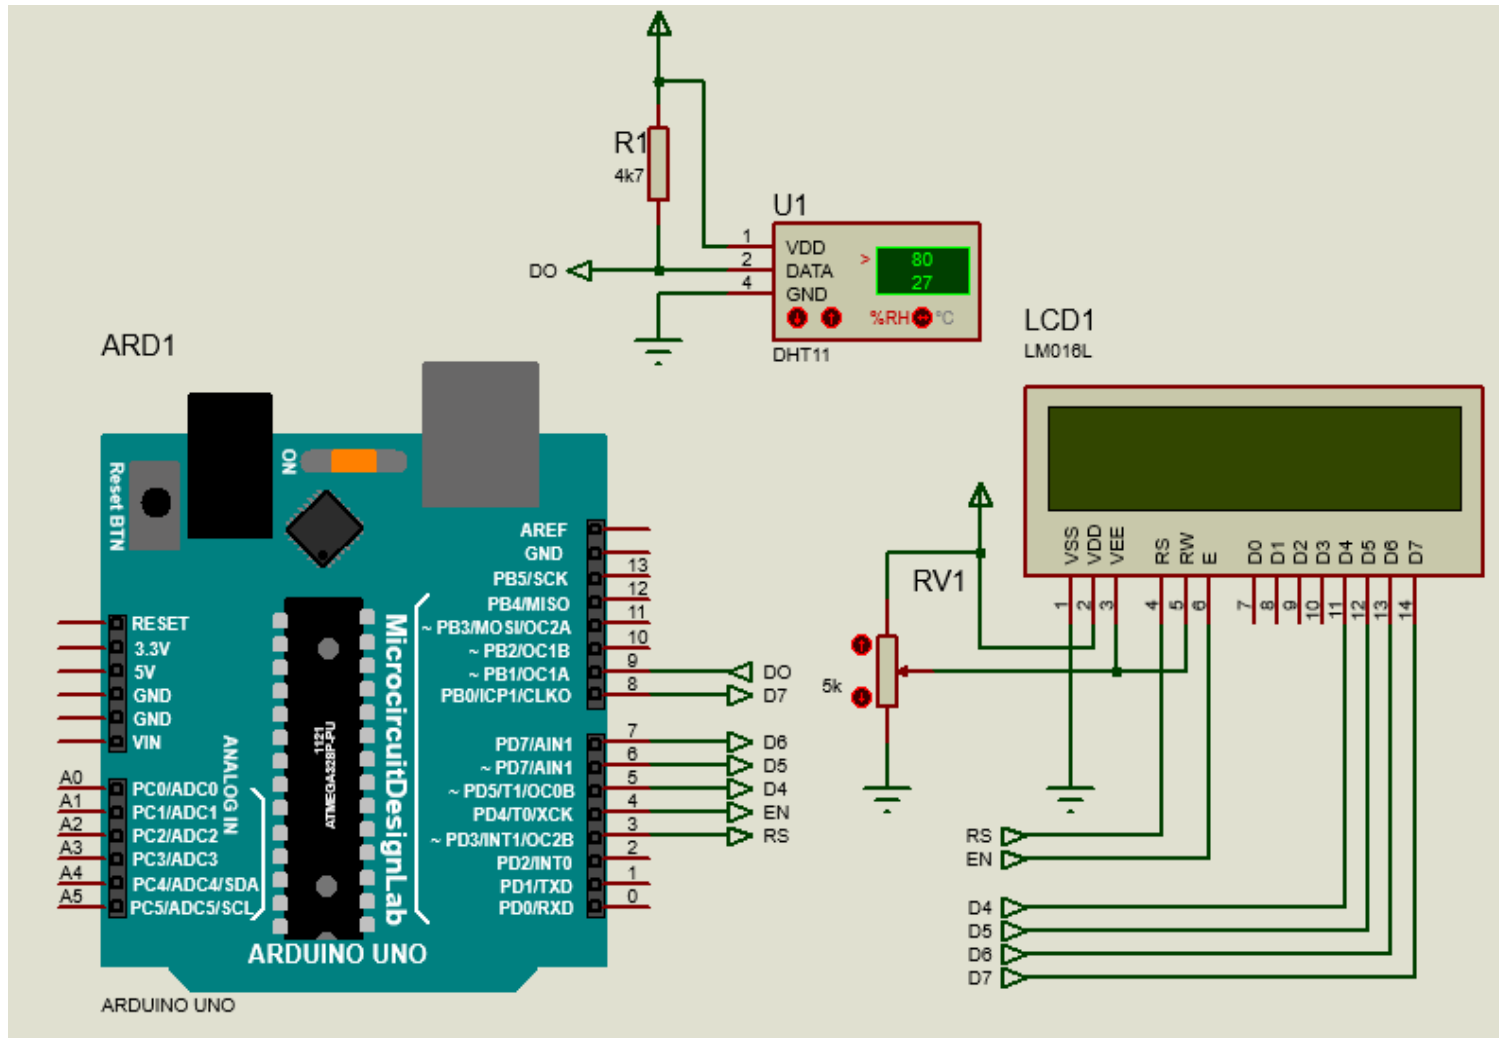 R1
4k7
U1
1
VDD
2
DATA
4
GND
>
80
27
%RH
°C
DHT11
DO
ARD1
LCD1
LM016L
Reset BTN
ON
AREF
GND
PB5/SCK
13
PB4/MISO
12
~ PB3/MOSI/OC2A
11
~ PB2/OC1B
10
~ PB1/OC1A
9
DO
PB0/ICP1/CLKO
8
D7
PD7/AIN1
7
D6
~ PD7/AIN1
6
D5
~ PD5/T1/OC0B
5
D4
PD4/T0/XCK
4
EN
~ PD3/INT1/OC2B
3
RS
PD2/INT0
2
PD1/TXD
1
PD0/RXD
0
RESET
3.3V
5V
GND
GND
VIN
ANALOG IN
A0
PC0/ADC0
A1
PC1/ADC1
A2
PC2/ADC2
A3
PC3/ADC3
A4
PC4/ADC4/SDA
A5
PC5/ADC5/SCL
1121
ATMEGA328P-PU
MicrocircuitDesignLab
ARDUINO UNO
ARDUINO UNO
RV1
5k
VSS
VDD
VEE
RS
RW
E
D0
D1
D2
D3
D4
D5
D6
D7
1
2
3
4
5
6
7
8
9
10
11
12
13
14
RS
EN
D4
D5
D6
D7